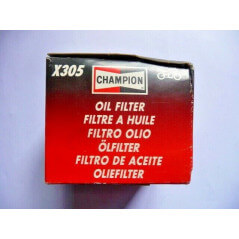 X305
CHAMPION
OIL FILTER
FILTRE A HUILE
FILTRO OLIO
ÖLFILTER
FILTRO DE ACEITE
OLIEFILTER